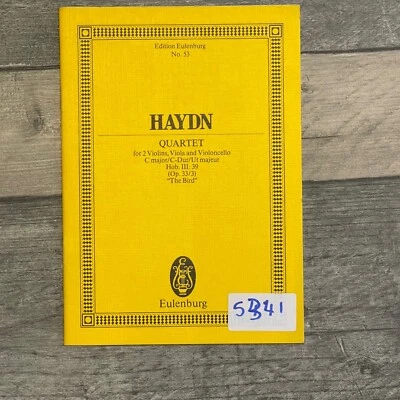 Edition Eulenburg
No. 53
HAYDN
QUARTET
for 2 Violins, Viola and Violoncello
C major/C-Dur/Ut majeur
Hob. III: 39
(Op. 33/3)
"The Bird"
Eulenburg